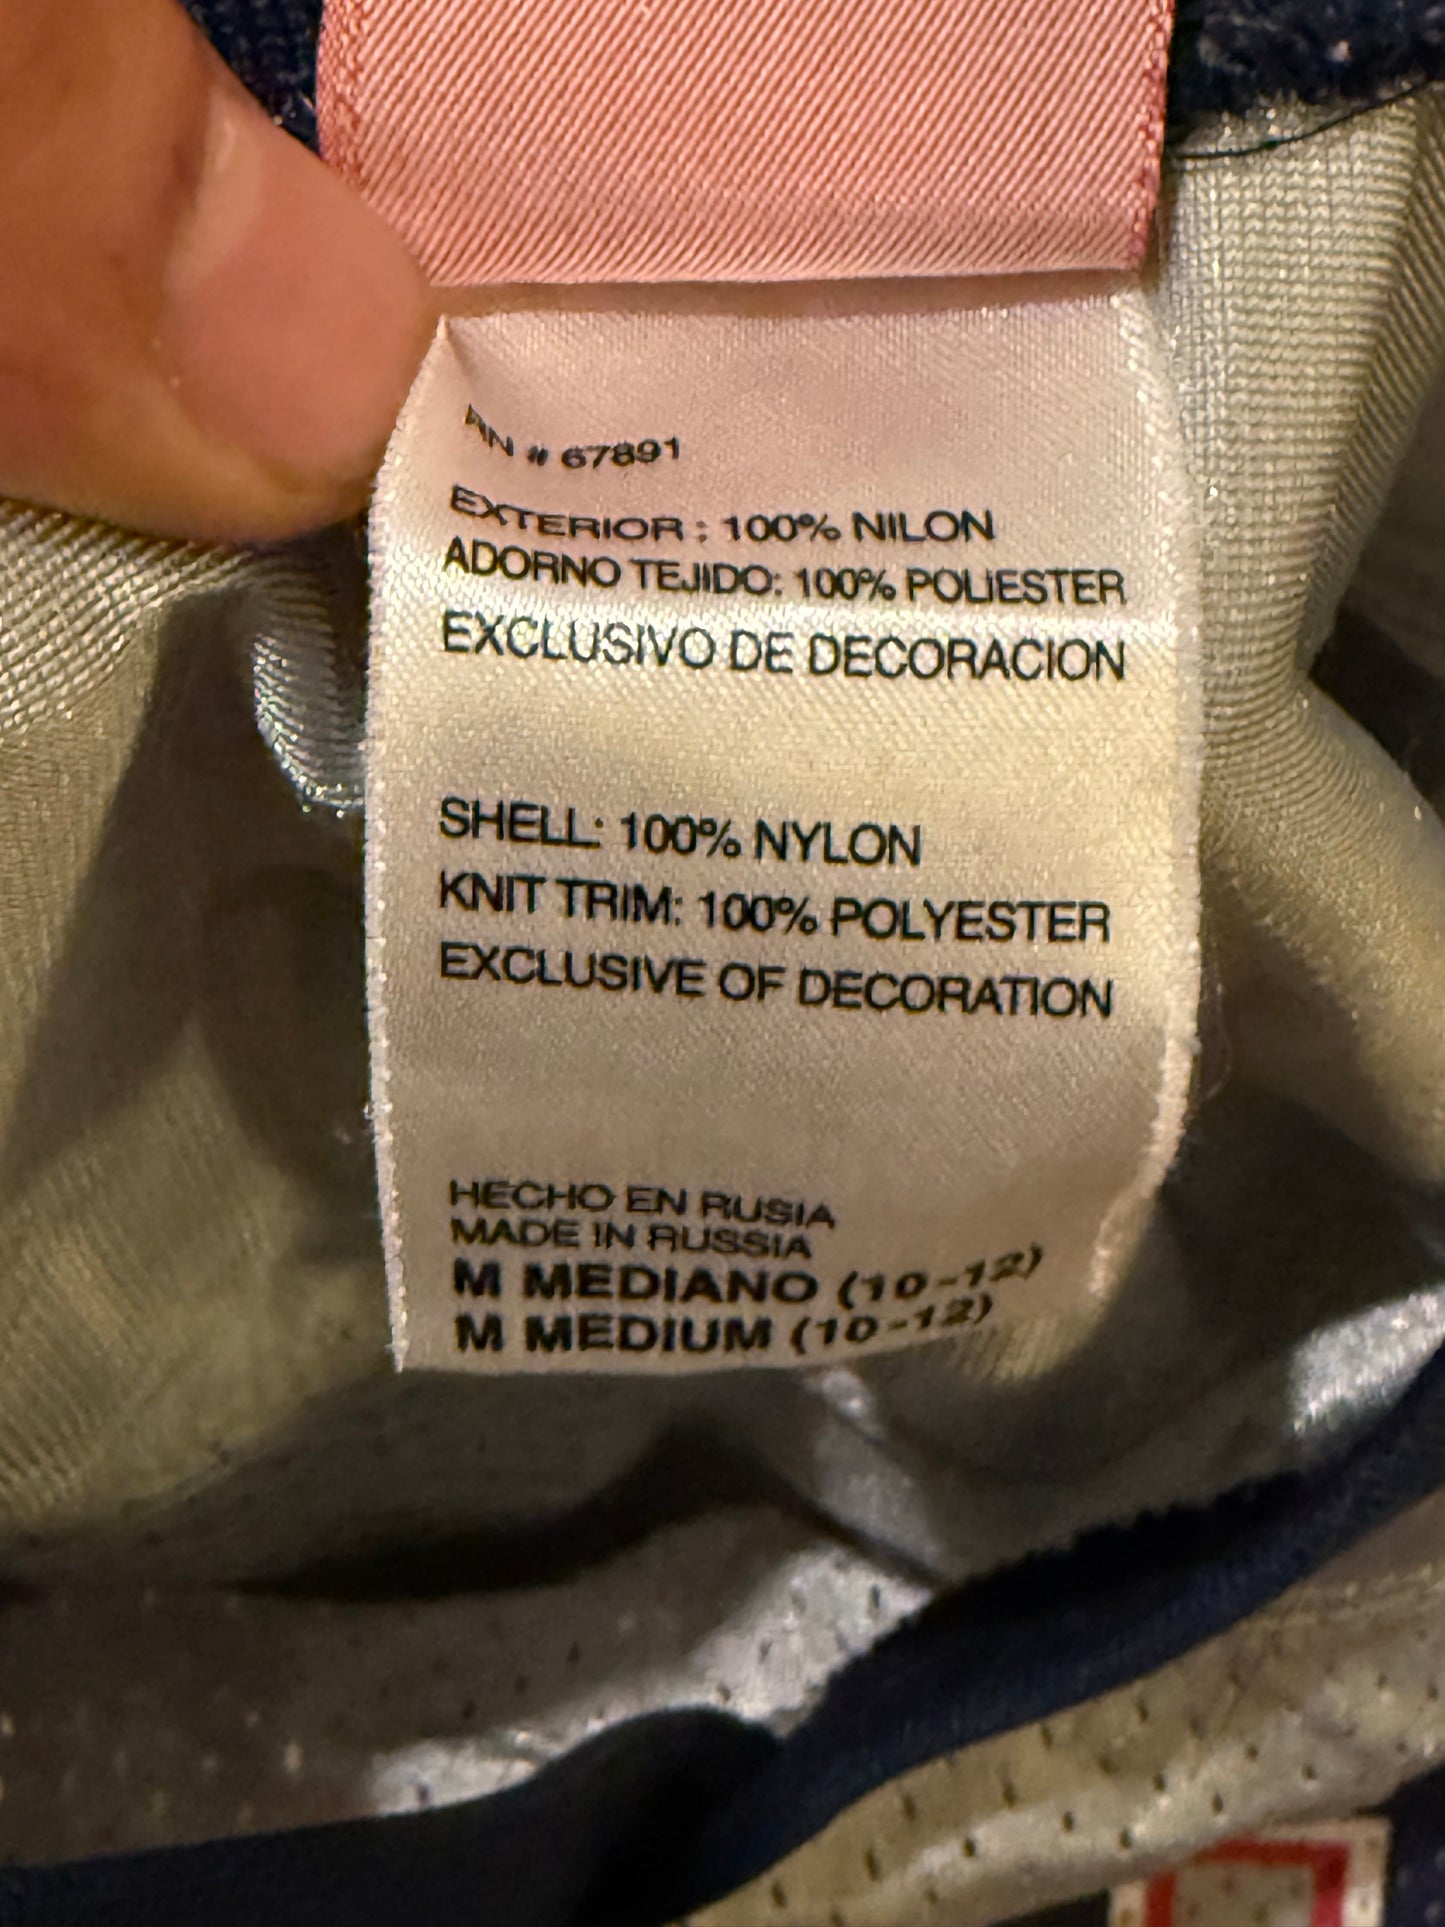 RN # 67891
EXTERIOR : 100% NILON
ADORNO TEJIDO: 100% POLIESTER
EXCLUSIVO DE DECORACION
SHELL: 100% NYLON
KNIT TRIM: 100% POLYESTER
EXCLUSIVE OF DECORATION
HECHO EN RUSIA
MADE IN RUSSIA
M MEDIANO (10-12)
M MEDIUM (10-12)